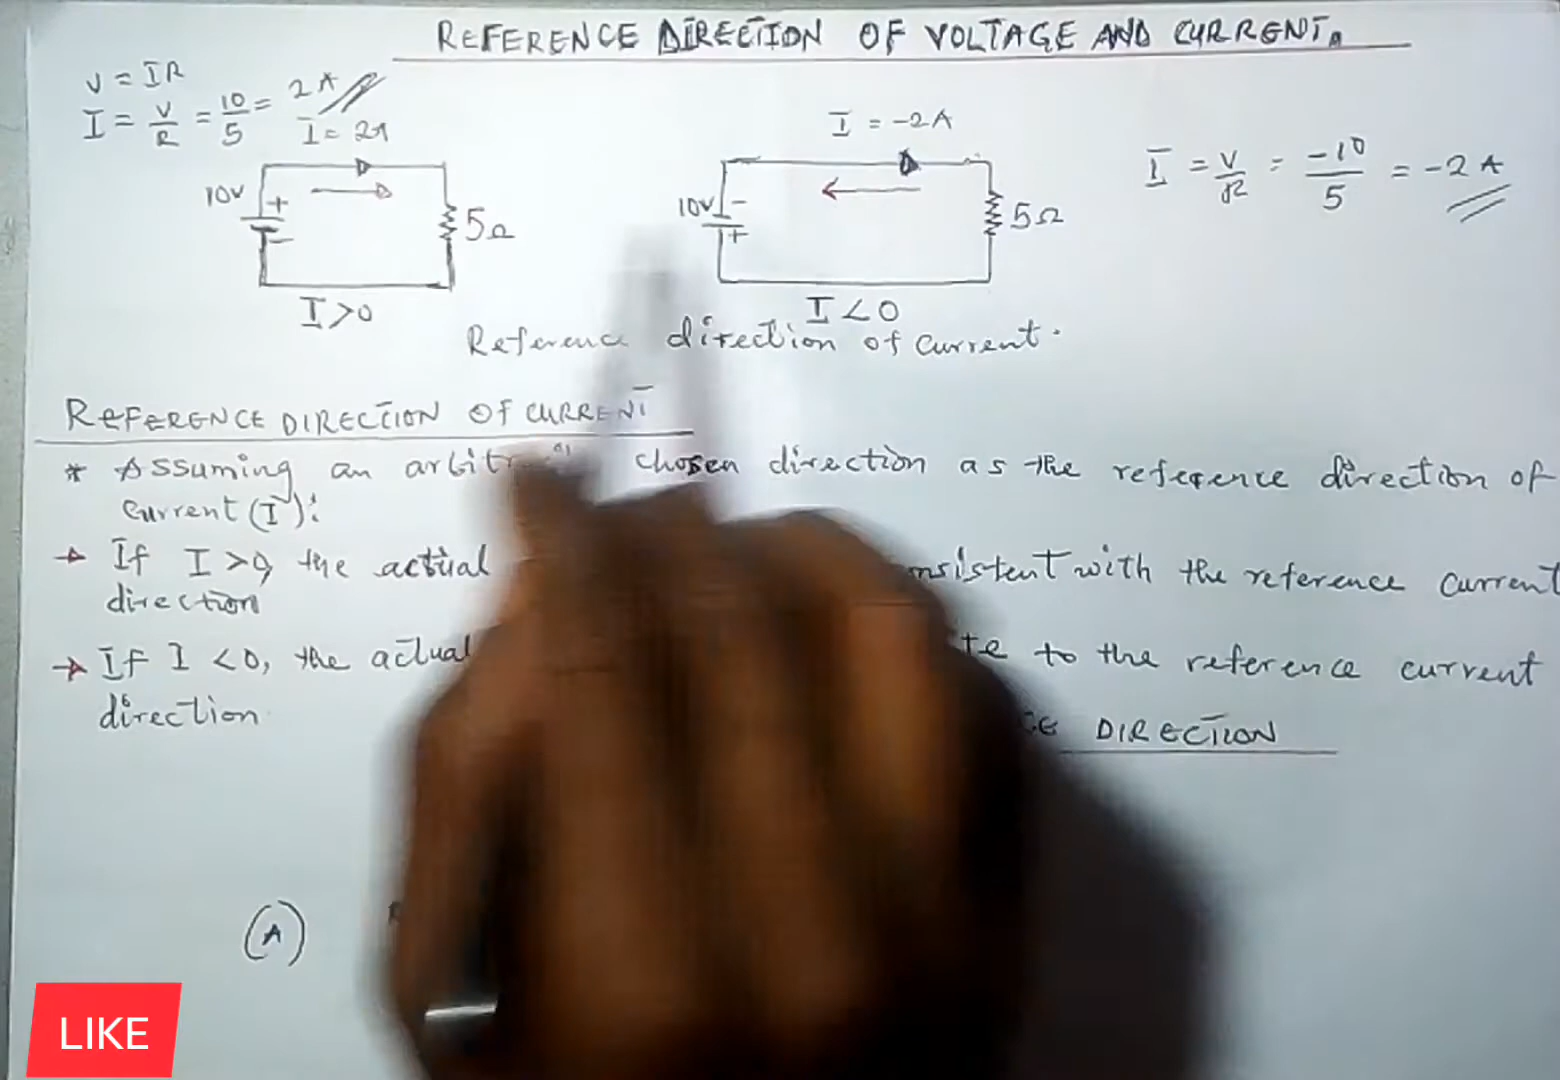 REFERENCE DIRECTION OF VOLTAGE AND CURRENT.
V = IR
I = V/R = 10/5 = 2A
I = 2A
10V
+
-
5Ω
I > 0
I = -2A
10V
-
+
5Ω
I < 0
I = V/R = -10/5 = -2A
Reference direction of current.
REFERENCE DIRECTION OF CURRENT
* Assuming an chosen direction as the reference direction of
current (I):
→ If I > 0, the actual consistent with the reference current
direction
→ If I < 0, the actual to the reference current
direction
DIRECTION
(A)
LIKE